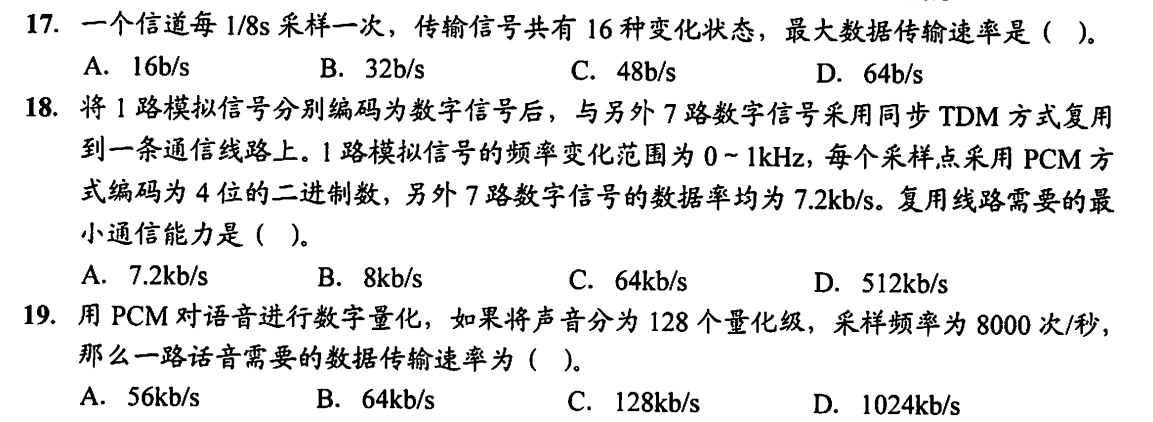 17. 一个信道每 1/8s 采样一次，传输信号共有 16 种变化状态，最大数据传输速率是（ ）。
A. 16b/s B. 32b/s C. 48b/s D. 64b/s
18. 将 1 路模拟信号分别编码为数字信号后，与另外 7 路数字信号采用同步 TDM 方式复用
到一条通信线路上。1 路模拟信号的频率变化范围为 0 ~ 1kHz，每个采样点采用 PCM 方
式编码为 4 位的二进制数，另外 7 路数字信号的数据率均为 7.2kb/s。复用线路需要的最
小通信能力是（ ）。
A. 7.2kb/s B. 8kb/s C. 64kb/s D. 512kb/s
19. 用 PCM 对语音进行数字量化，如果将声音分为 128 个量化级，采样频率为 8000 次/秒，
那么一路话音需要的数据传输速率为（ ）。
A. 56kb/s B. 64kb/s C. 128kb/s D. 1024kb/s